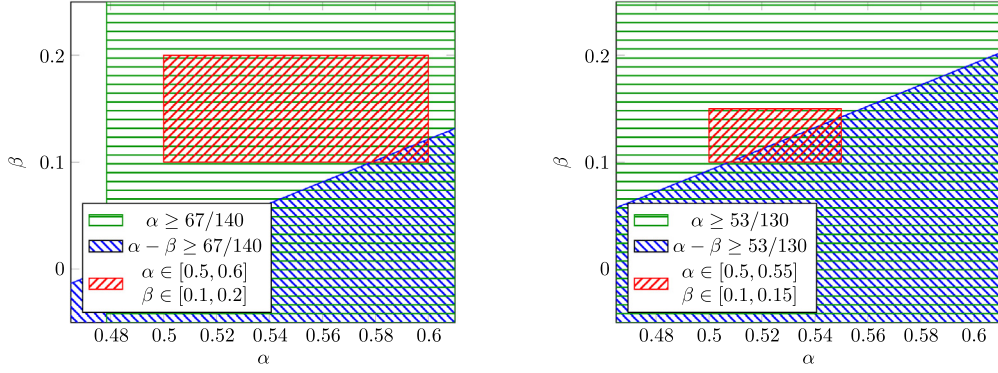 0.2
0.1
0
β
α ≥ 67/140
α − β ≥ 67/140
α ∈ [0.5, 0.6]
β ∈ [0.1, 0.2]
0.48 0.5 0.52 0.54 0.56 0.58 0.6
α
0.2
0.1
0
β
α ≥ 53/130
α − β ≥ 53/130
α ∈ [0.5, 0.55]
β ∈ [0.1, 0.15]
0.48 0.5 0.52 0.54 0.56 0.58 0.6
α